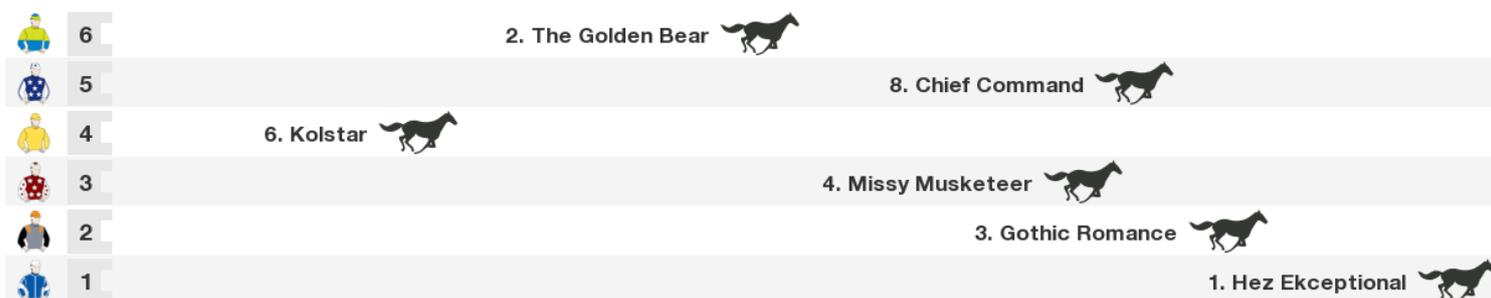 6 2. The Golden Bear
5 8. Chief Command
4 6. Kolstar
3 4. Missy Musketeer
2 3. Gothic Romance
1 1. Hez Ekceptional